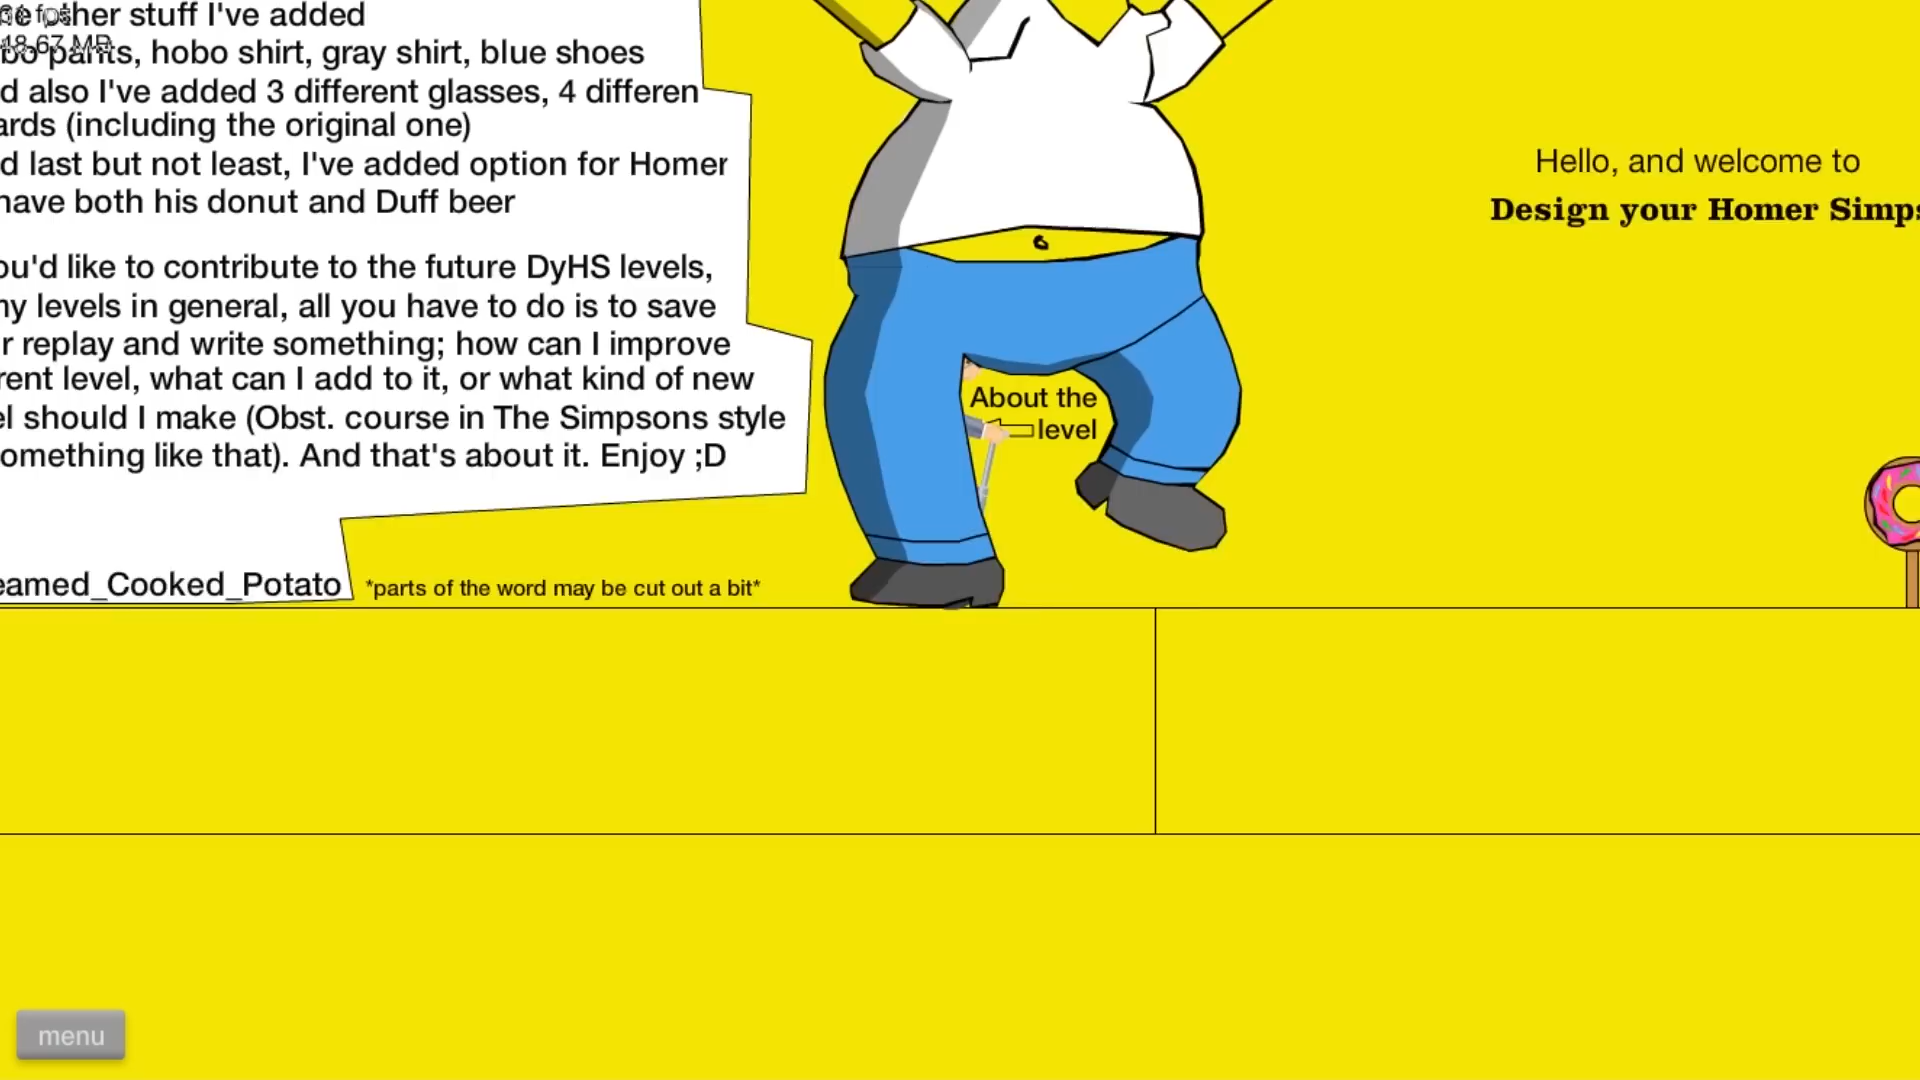 other stuff I've added
pants, hobo shirt, gray shirt, blue shoes
d also I've added 3 different glasses, 4 differen
ards (including the original one)
d last but not least, I've added option for Homer
have both his donut and Duff beer
ou'd like to contribute to the future DyHS levels,
my levels in general, all you have to do is to save
r replay and write something; how can I improve
rent level, what can I add to it, or what kind of new
el should I make (Obst. course in The Simpsons style
omething like that). And that's about it. Enjoy ;D
eamed_Cooked_Potato
*parts of the word may be cut out a bit*
About the
level
Hello, and welcome to
Design your Homer Simps
menu